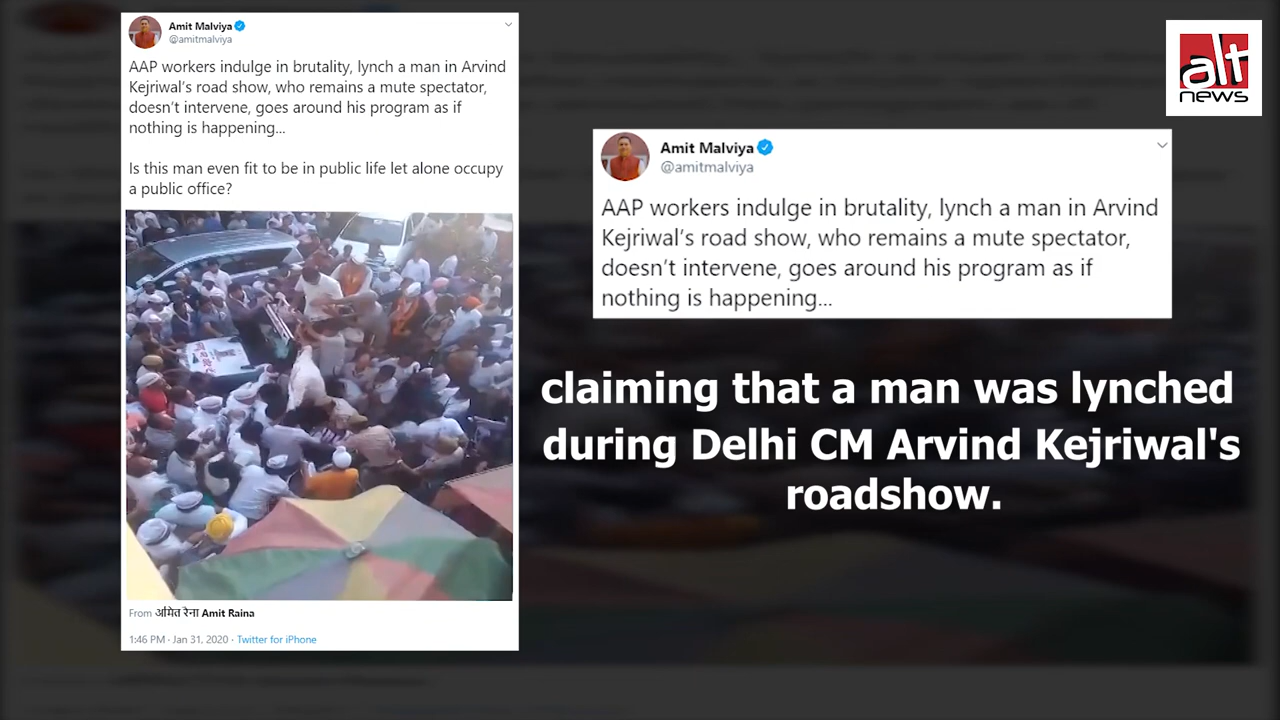 Amit Malviya
@amitmalviya
AAP workers indulge in brutality, lynch a man in Arvind
Kejriwal's road show, who remains a mute spectator,
doesn't intervene, goes around his program as if
nothing is happening...
Is this man even fit to be in public life let alone occupy
a public office?
From अमित रैना Amit Raina
1:46 PM · Jan 31, 2020 · Twitter for iPhone
alt
news
Amit Malviya
@amitmalviya
AAP workers indulge in brutality, lynch a man in Arvind
Kejriwal's road show, who remains a mute spectator,
doesn't intervene, goes around his program as if
nothing is happening...
claiming that a man was lynched
during Delhi CM Arvind Kejriwal's
roadshow.